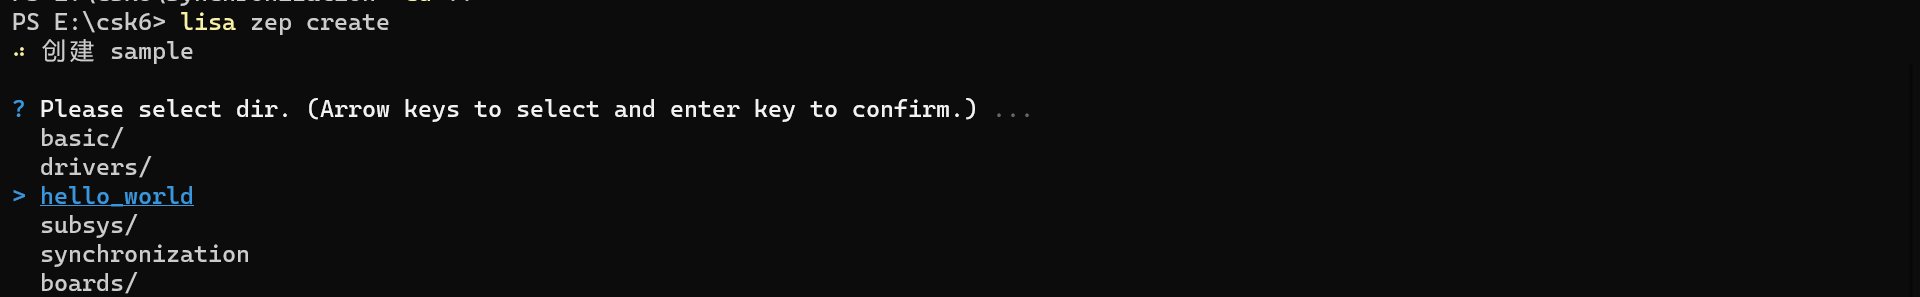 PS E:\csk6> lisa zep create
⠴ 创建 sample
? Please select dir. (Arrow keys to select and enter key to confirm.) ...
basic/
drivers/
> hello_world
subsys/
synchronization
boards/